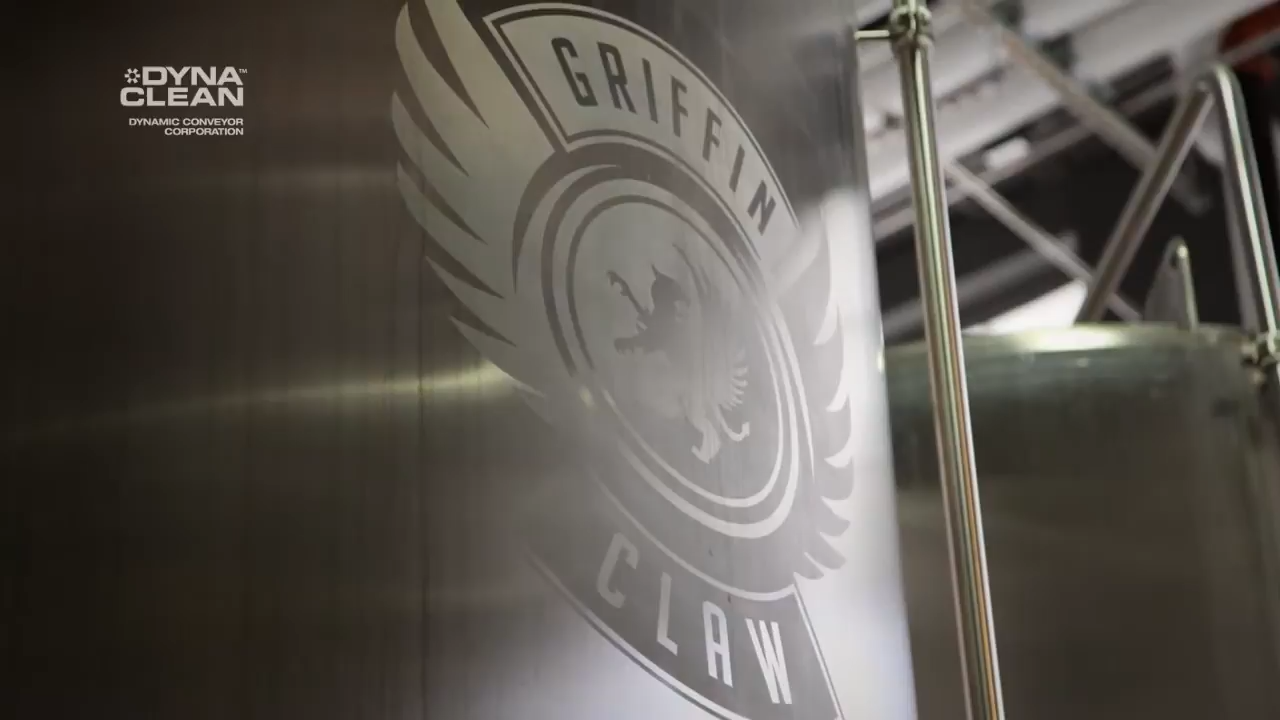 DYNA™
CLEAN
DYNAMIC CONVEYOR
CORPORATION
GRIFFIN
CLAW